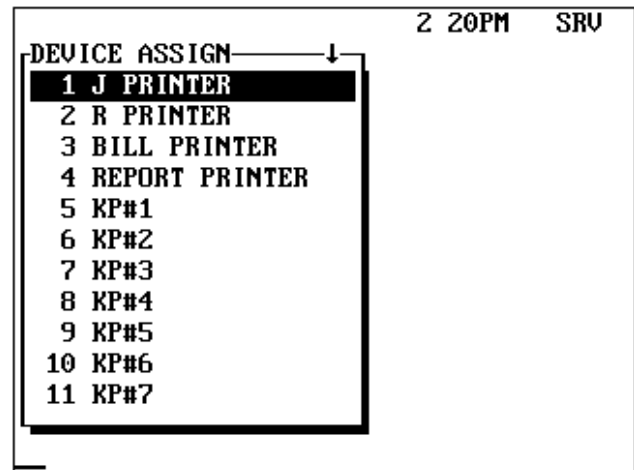 2 20PM SRV
DEVICE ASSIGN
1 J PRINTER
2 R PRINTER
3 BILL PRINTER
4 REPORT PRINTER
5 KP#1
6 KP#2
7 KP#3
8 KP#4
9 KP#5
10 KP#6
11 KP#7